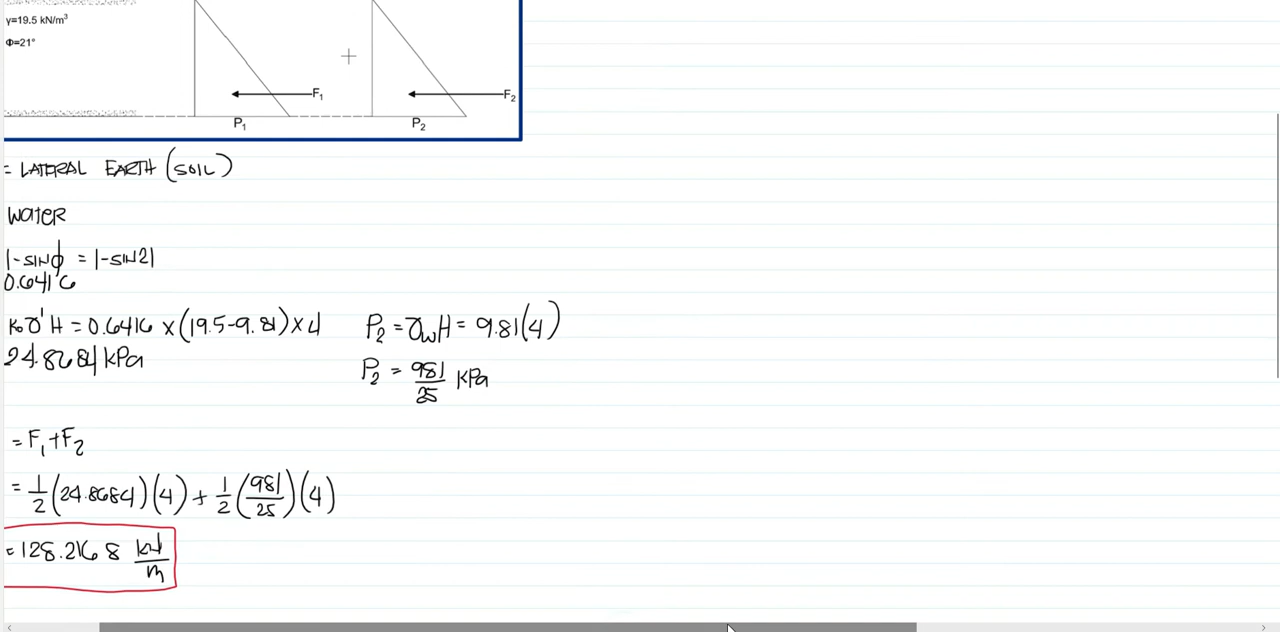 γ=19.5 kN/m³
Φ=21°
+
F₁
F₂
P₁
P₂
= LATERAL EARTH (SOIL)
WATER
1-SINϕ = 1-SIN21
0.6416
K₀γ'H = 0.6416 × (19.5-9.81) × 4
24.8684 kPa
P₂ = γwH = 9.81(4)
P₂ = 981/25 kPa
= F₁ + F₂
= 1/2 (24.8684)(4) + 1/2 (981/25)(4)
= 128.2168 kN/m